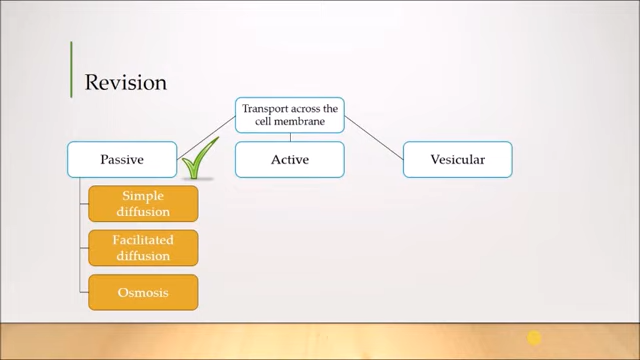 Revision
Transport across the
cell membrane
Passive
Active
Vesicular
Simple
diffusion
Facilitated
diffusion
Osmosis